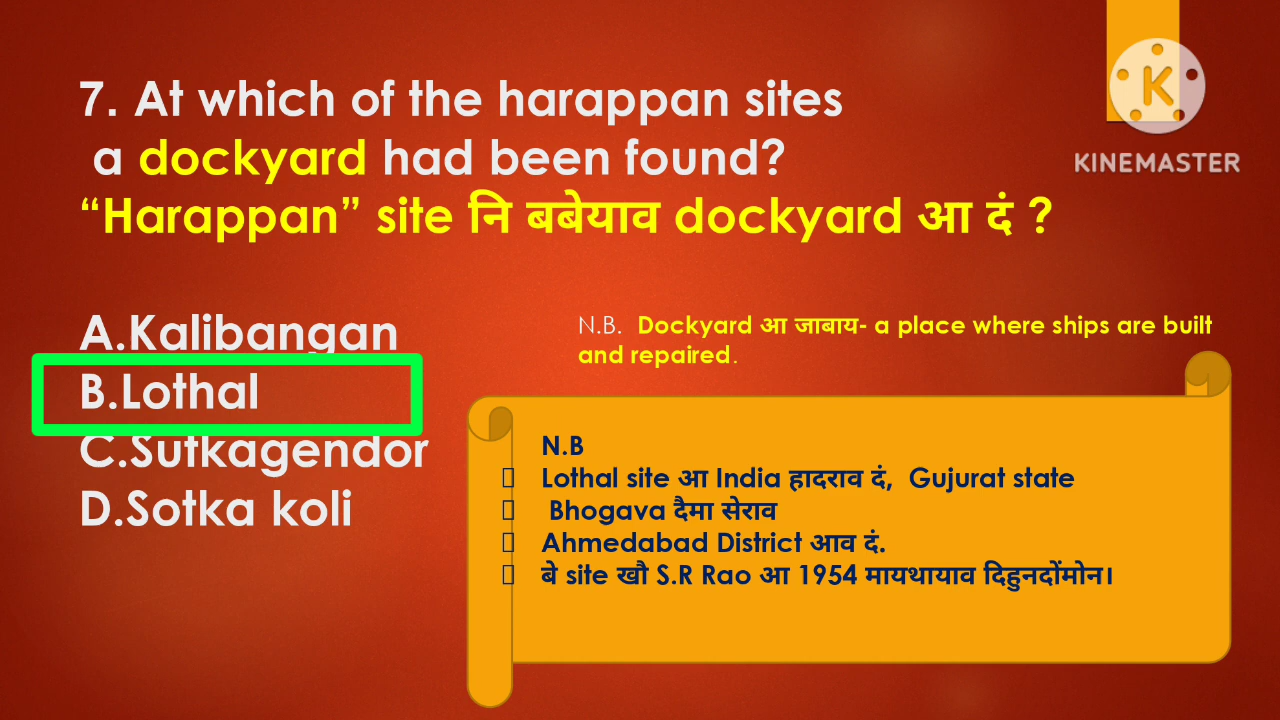 7. At which of the harappan sites
a dockyard had been found?
“Harappan” site नि बबेयाव dockyard आ दं ?
KINEMASTER
A.Kalibangan
B.Lothal
C.Sutkagendor
D.Sotka koli
N.B. Dockyard आ जाबाय- a place where ships are built
and repaired.
N.B
Lothal site आ India हादराव दं, Gujurat state
Bhogava दैमा सेराव
Ahmedabad District आव दं.
बे site खौ S.R Rao आ 1954 मायथायाव दिहुनदोंमोन।